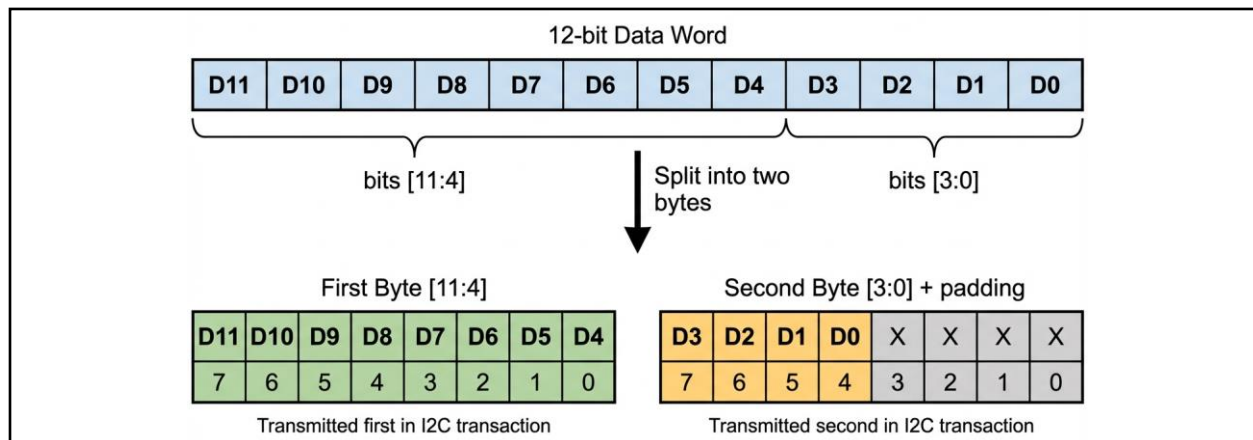 12-bit Data Word
D11 D10 D9 D8 D7 D6 D5 D4 D3 D2 D1 D0
bits [11:4]
Split into two
bytes
bits [3:0]
First Byte [11:4]
D11 D10 D9 D8 D7 D6 D5 D4
7 6 5 4 3 2 1 0
Transmitted first in I2C transaction
Second Byte [3:0] + padding
D3 D2 D1 D0 X X X X
7 6 5 4 3 2 1 0
Transmitted second in I2C transaction